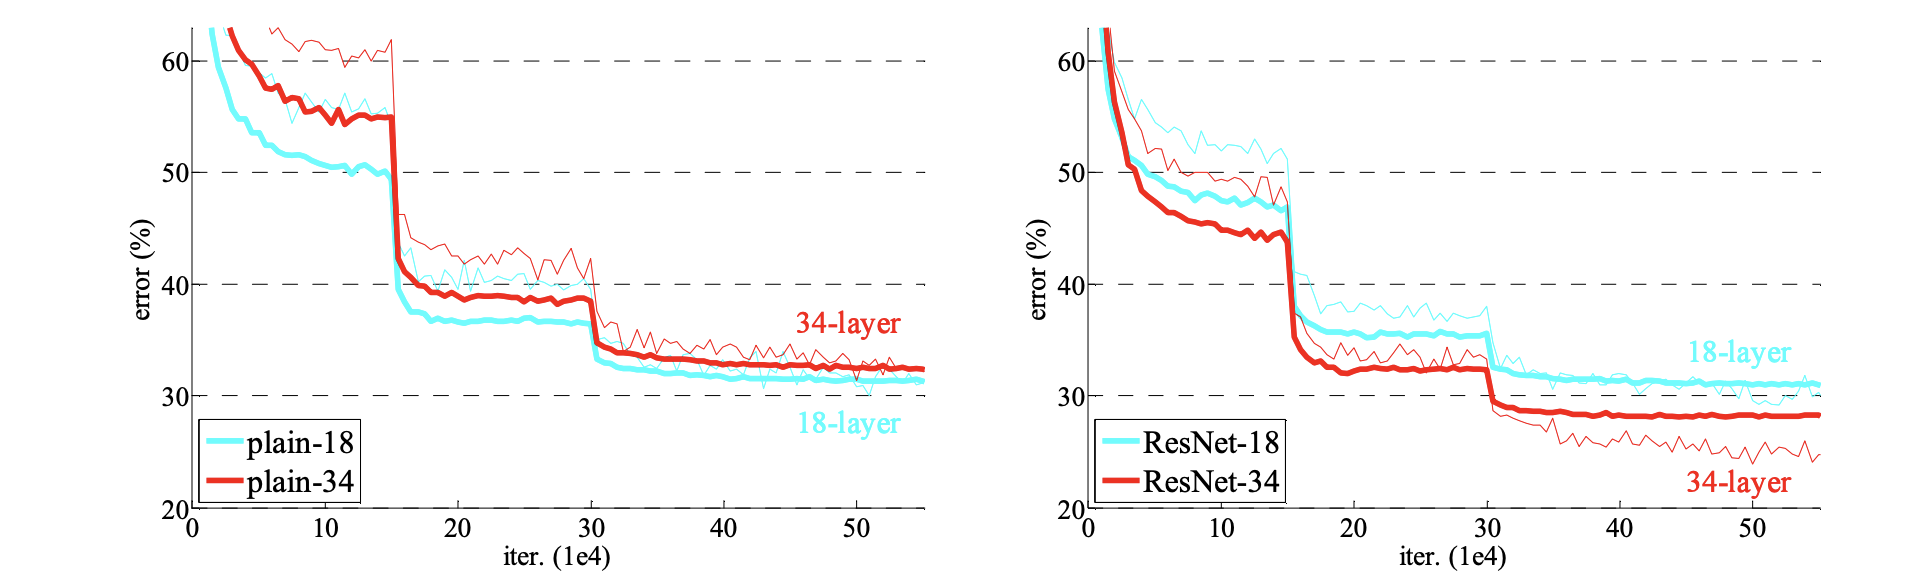 60
50
40
30
20
error (%)
34-layer
18-layer
plain-18
plain-34
0 10 20 30 40 50
iter. (1e4)
60
50
40
30
20
error (%)
18-layer
34-layer
ResNet-18
ResNet-34
0 10 20 30 40 50
iter. (1e4)